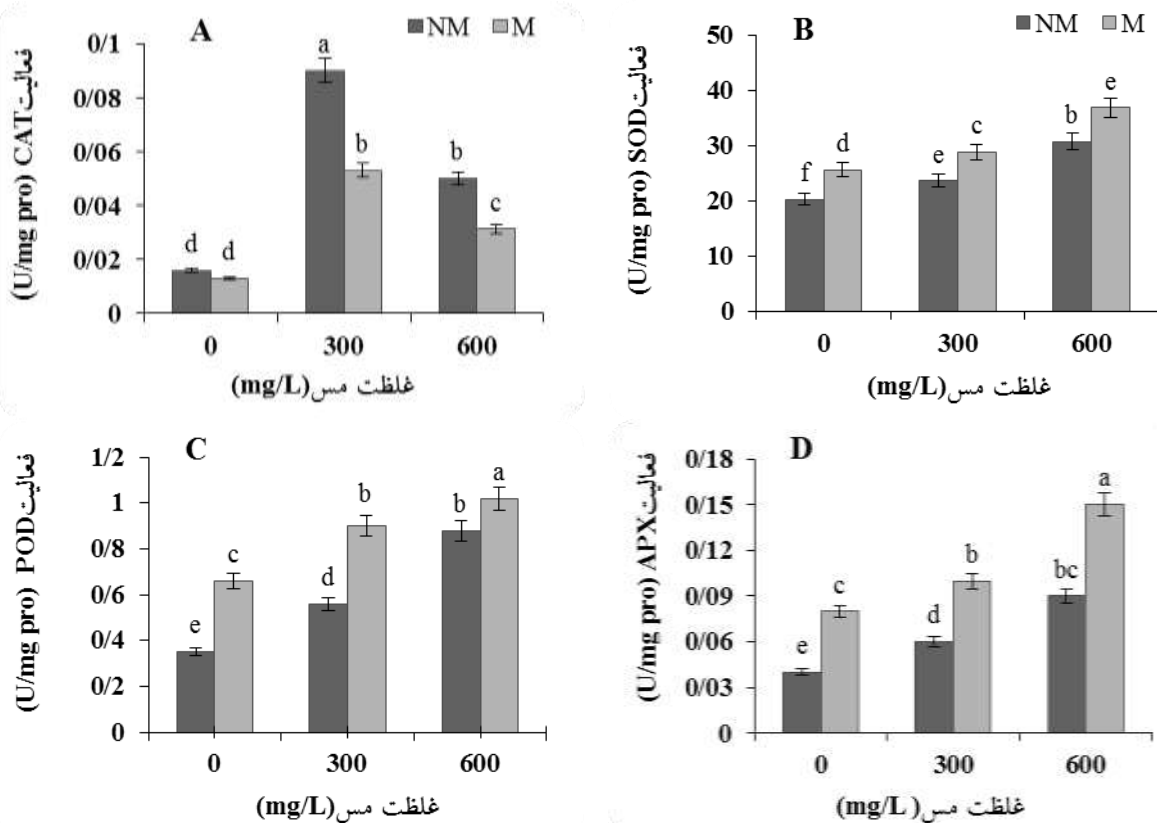 A
NM M
فعالیت CAT (U/mg pro)
0/1
0/08
0/06
0/04
0/02
0
d d a b b c
0 300 600
غلظت مس (mg/L)
B
NM M
فعالیت SOD (U/mg pro)
50
40
30
20
10
0
f d e c b e
0 300 600
غلظت مس (mg/L)
C
فعالیت POD (U/mg pro)
1/2
1
0/8
0/6
0/4
0/2
0
e c d b b a
0 300 600
غلظت مس (mg/L)
D
فعالیت APX (U/mg pro)
0/18
0/15
0/12
0/09
0/06
0/03
0
e c d b bc a
0 300 600
غلظت مس (mg/L)